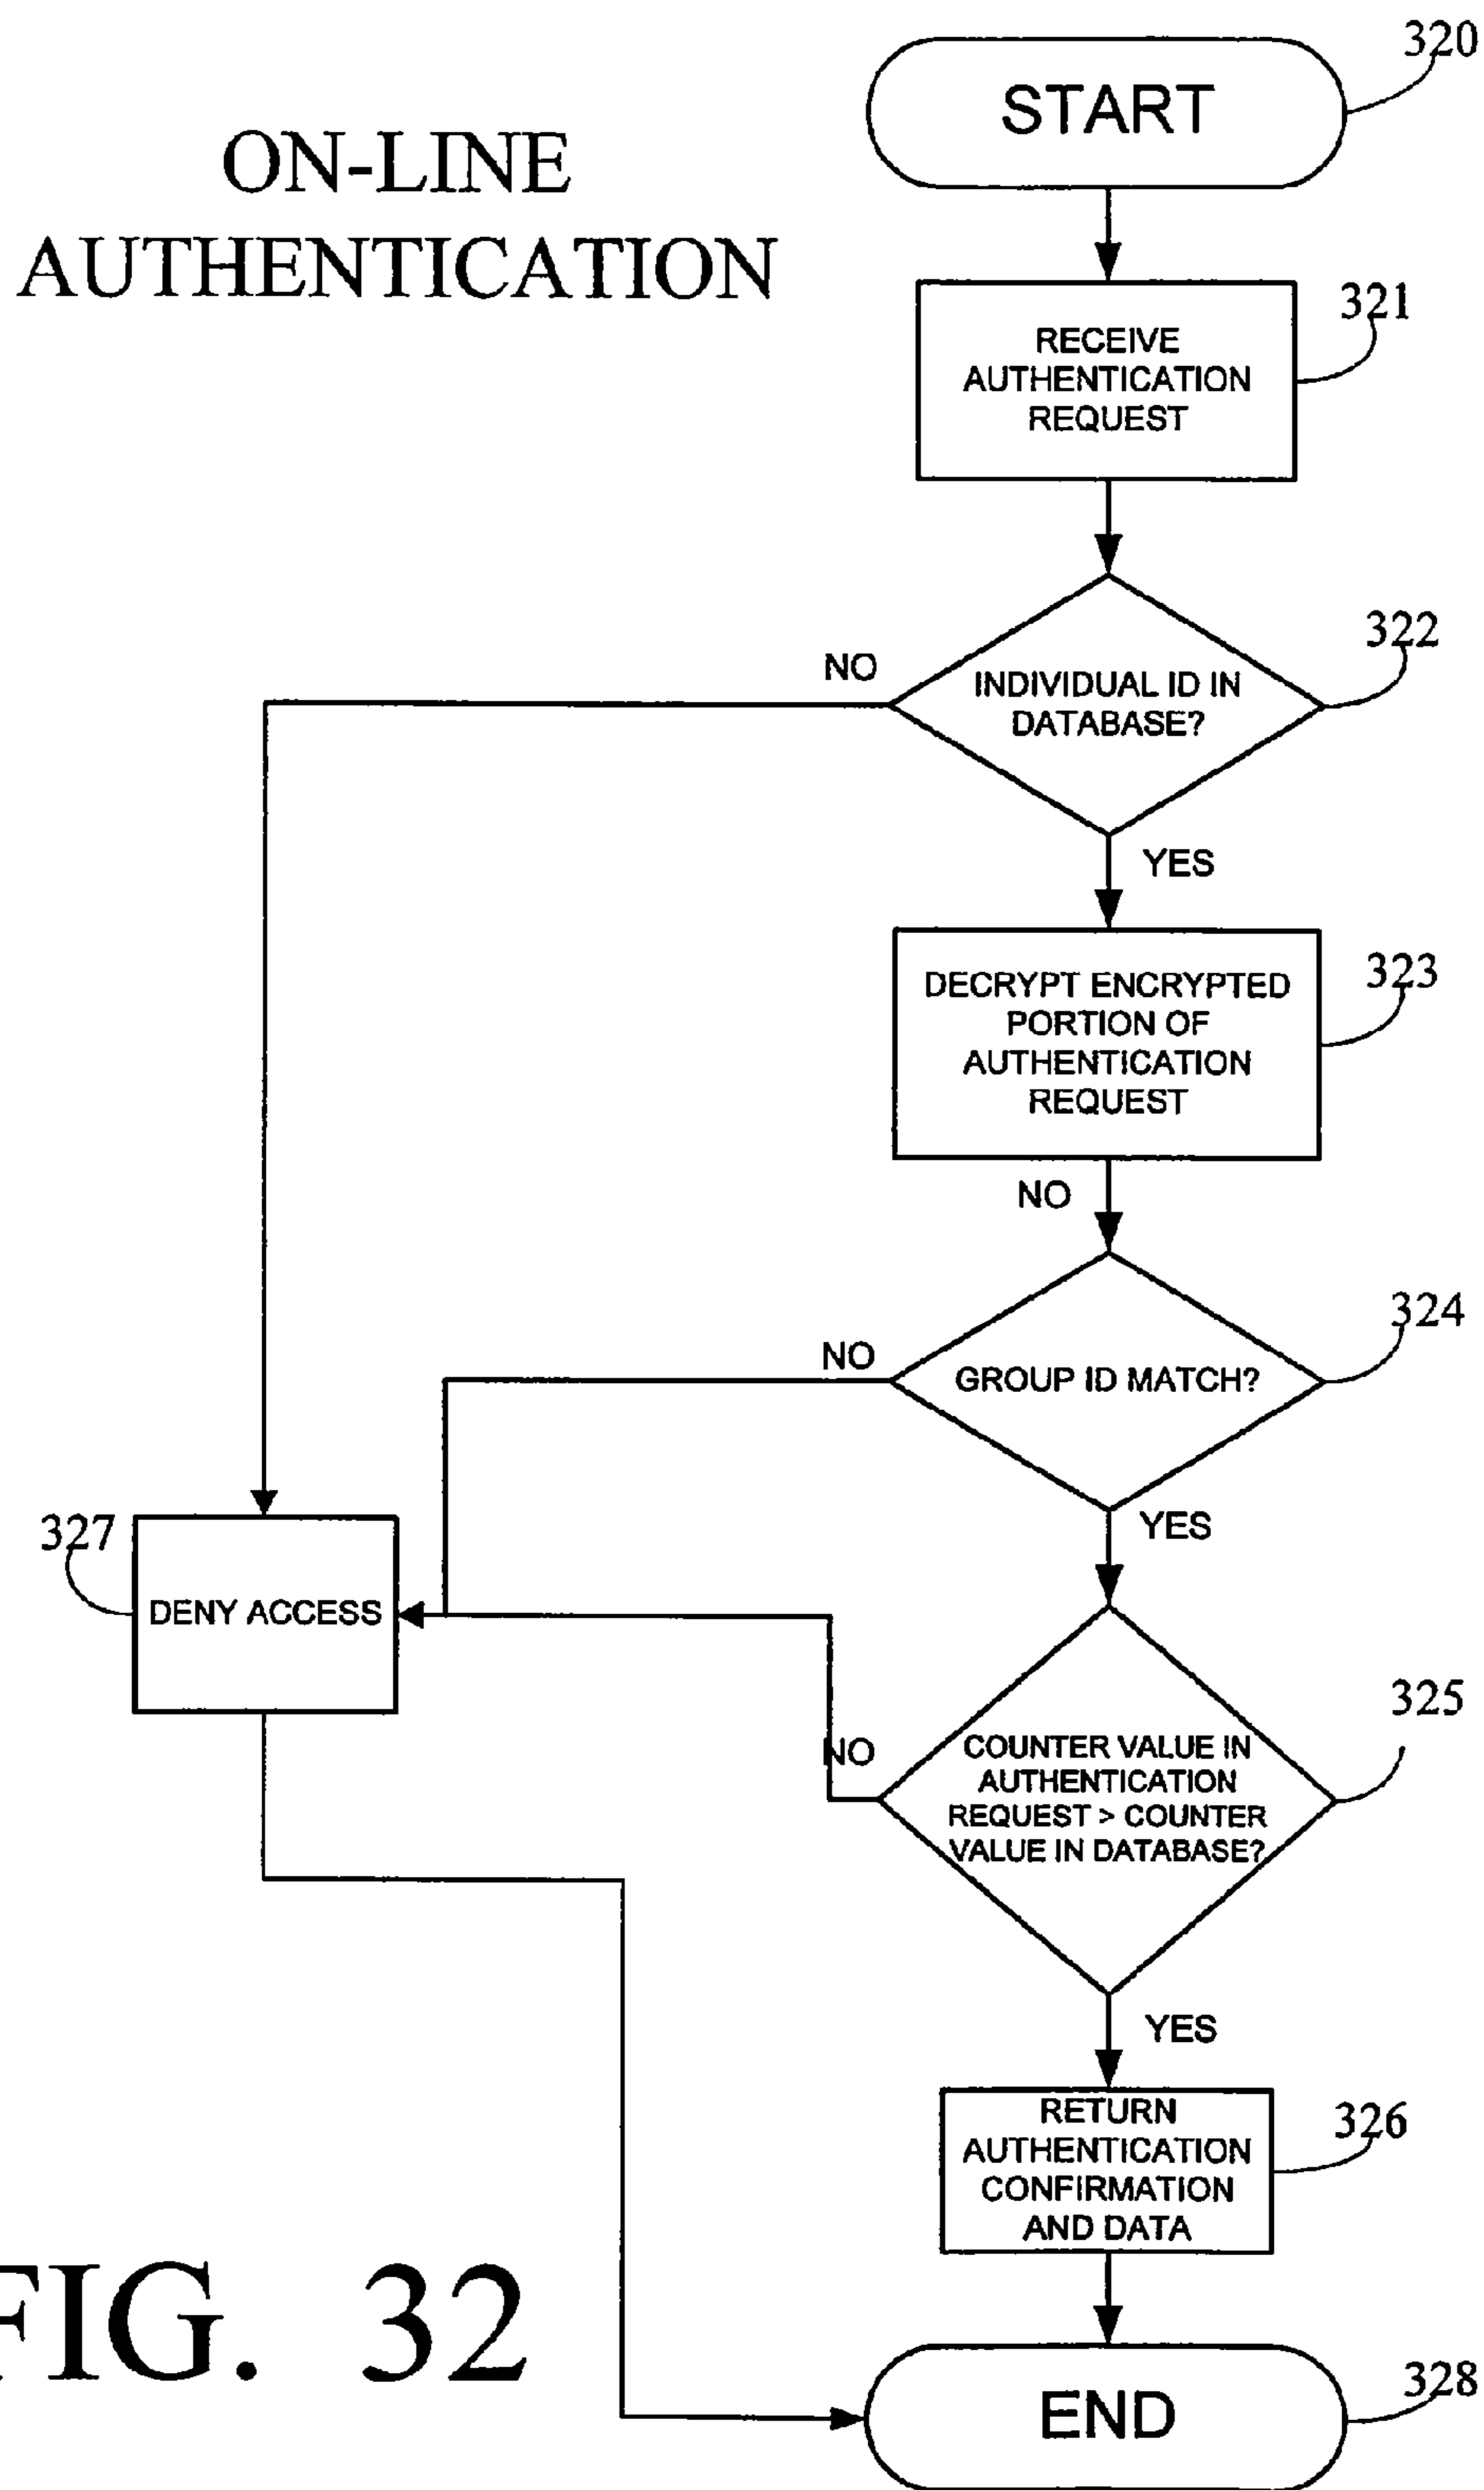 ON-LINE
AUTHENTICATION
START
320
RECEIVE
AUTHENTICATION
REQUEST
321
NO
INDIVIDUAL ID IN
DATABASE?
322
YES
DECRYPT ENCRYPTED
PORTION OF
AUTHENTICATION
REQUEST
323
NO
NO
GROUP ID MATCH?
324
YES
327
DENY ACCESS
NO
COUNTER VALUE IN
AUTHENTICATION
REQUEST > COUNTER
VALUE IN DATABASE?
325
YES
RETURN
AUTHENTICATION
CONFIRMATION
AND DATA
326
FIG. 32
END
328